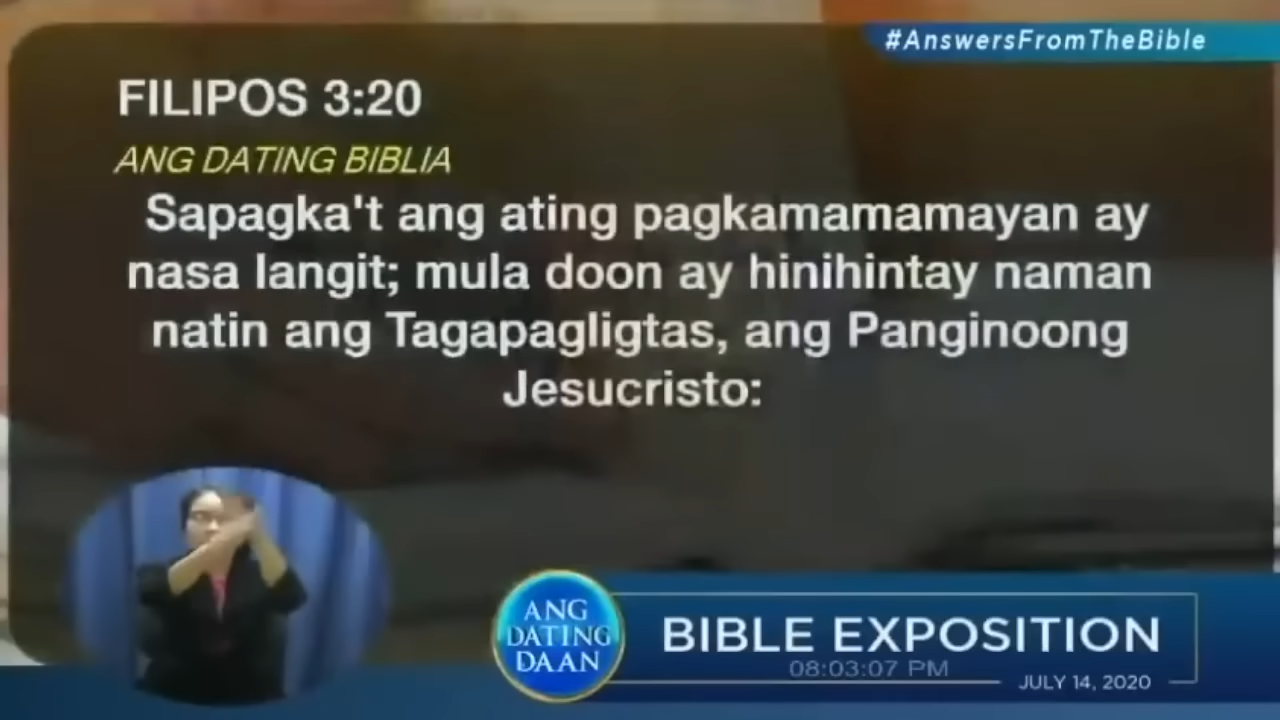 #AnswersFromTheBible
FILIPOS 3:20
ANG DATING BIBLIA
Sapagka't ang ating pagkamamamayan ay
nasa langit; mula doon ay hinihintay naman
natin ang Tagapagligtas, ang Panginoong
Jesucristo:
ANG
DATING
DAAN
BIBLE EXPOSITION
08:03:07 PM
JULY 14, 2020